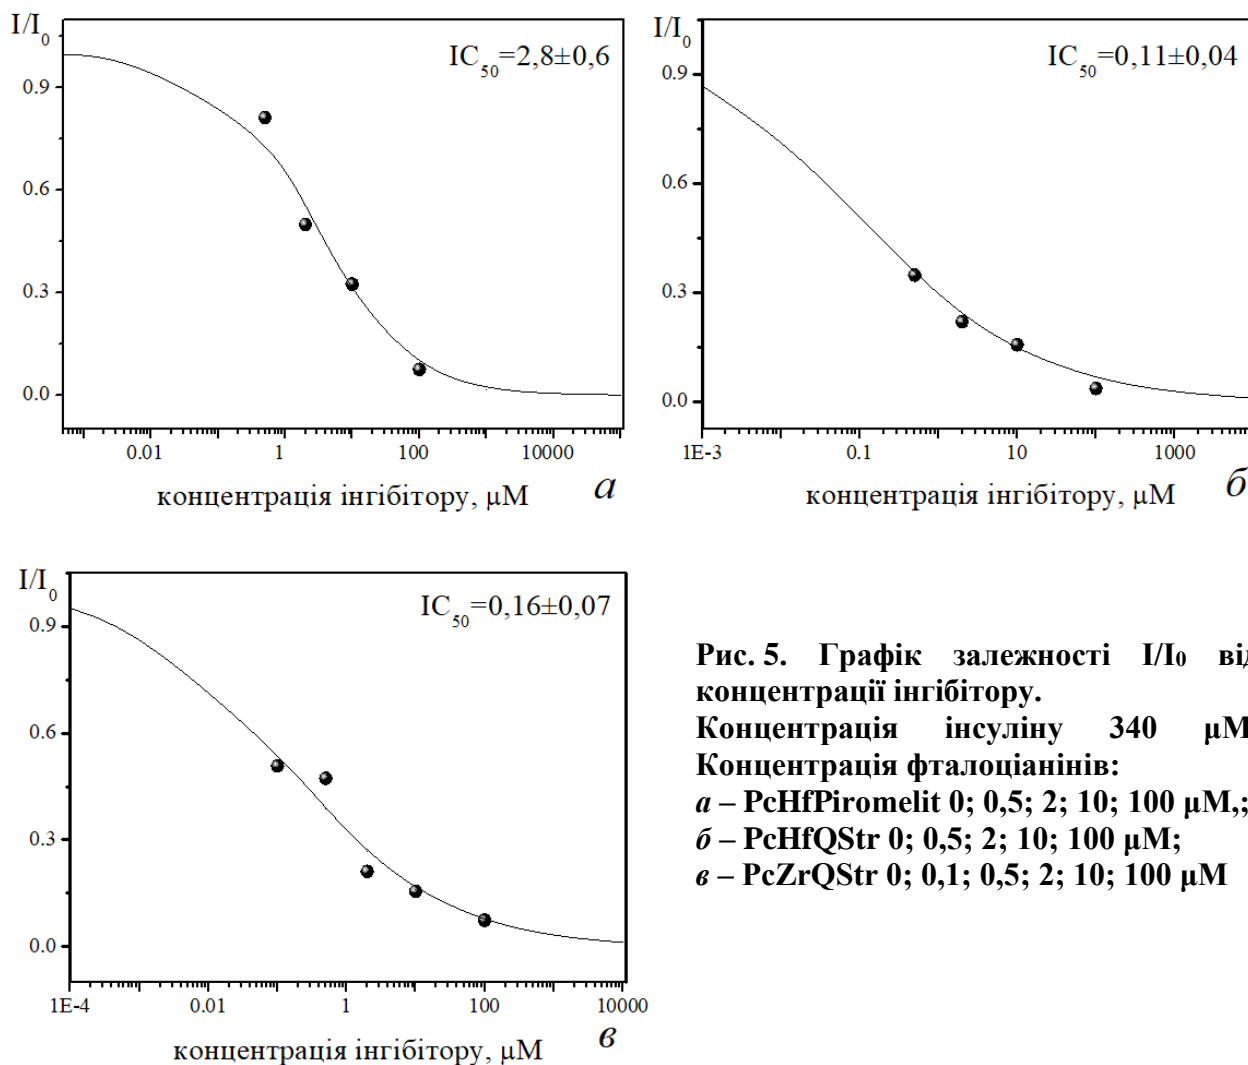 I/I0
IC50=2,8±0,6
0.9
0.6
0.3
0.0
0.01 1 100 10000
концентрація інгібітору, μM
а
I/I0
IC50=0,11±0,04
0.9
0.6
0.3
0.0
1E-3 0.1 10 1000
концентрація інгібітору, μM
б
I/I0
IC50=0,16±0,07
0.9
0.6
0.3
0.0
1E-4 0.01 1 100 10000
концентрація інгібітору, μM
в
Рис. 5. Графік залежності I/I0 від
концентрації інгібітору.
Концентрація інсуліну 340 μM
Концентрація фталоціанінів:
а – PcHfPiromelit 0; 0,5; 2; 10; 100 μM,;
б – PcHfQStr 0; 0,5; 2; 10; 100 μM;
в – PcZrQStr 0; 0,1; 0,5; 2; 10; 100 μM